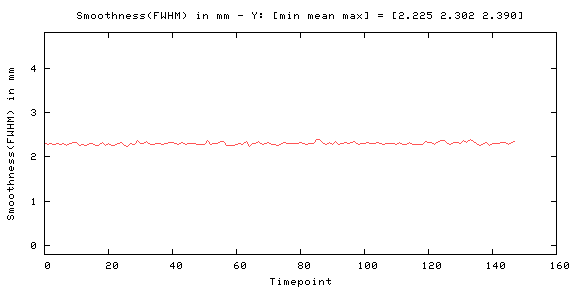 Smoothness(FWHM) in mm - Y: [min mean max] = [2.225 2.302 2.390]
Smoothness(FWHM) in mm
4
3
2
1
0
0 20 40 60 80 100 120 140 160
Timepoint